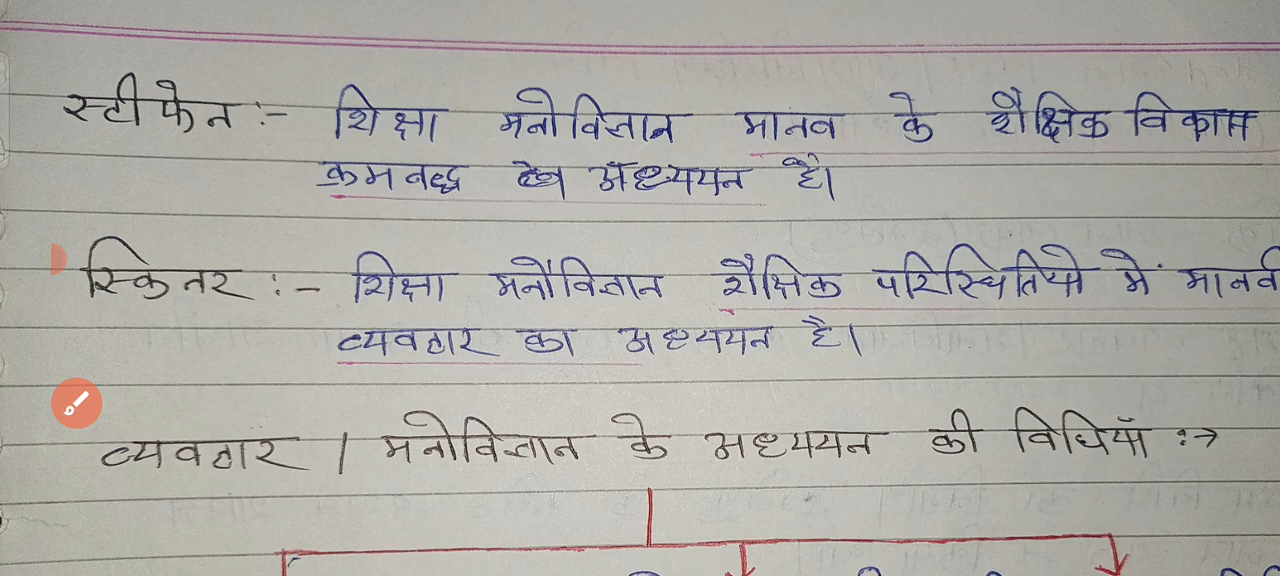 स्टीफेन :- शिक्षा मनोविज्ञान मानव के शैक्षिक विकास
क्रमबद्ध अध्ययन है।
स्किनर :- शिक्षा मनोविज्ञान शैक्षिक परिस्थितियो में मानव
व्यवहार का अध्ययन है।
व्यवहार / मनोविज्ञान के अध्ययन की विधियाँ :→